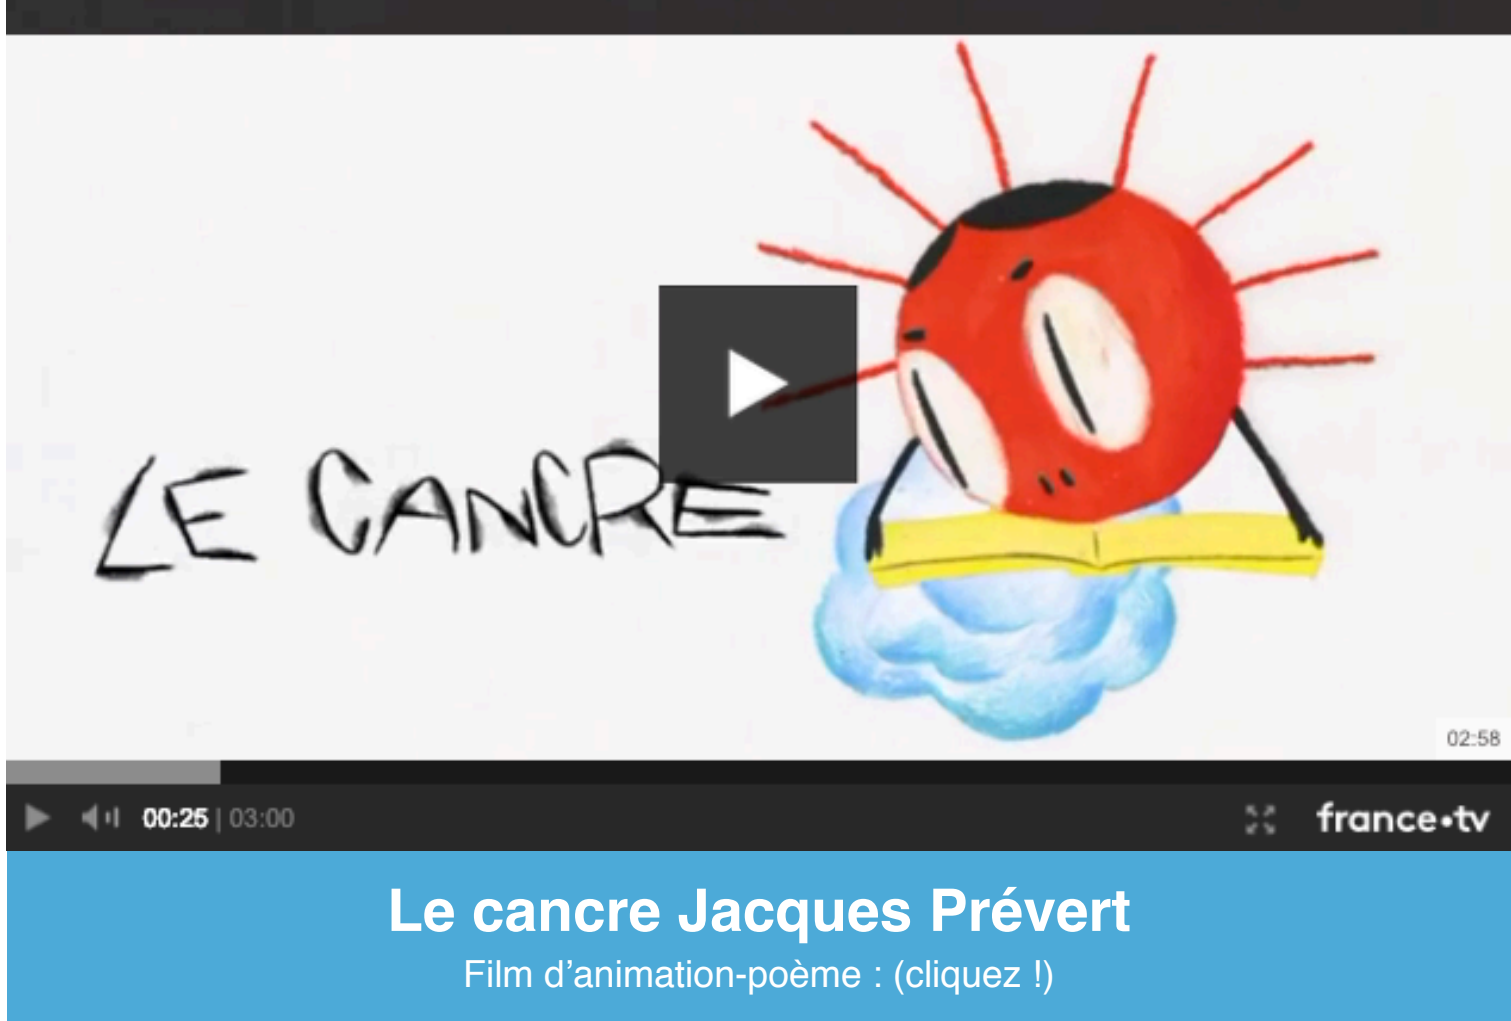 LE CANCRE
02:58
00:25 | 03:00
france•tv
Le cancre Jacques Prévert
Film d’animation-poème : (cliquez !)